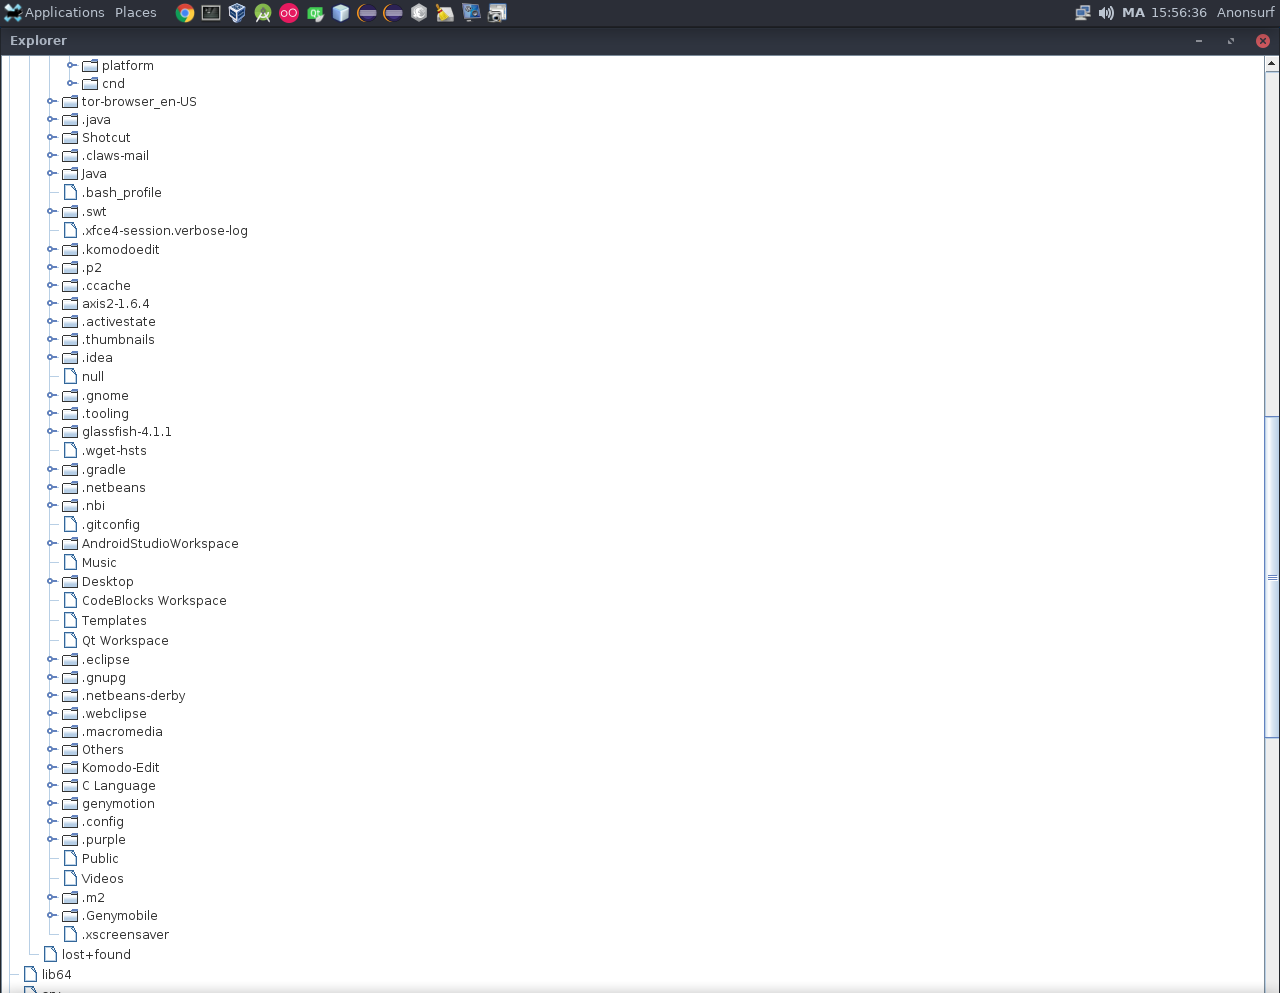 Applications Places MA 15:56:36 Anonsurf
Explorer
platform
cnd
tor-browser_en-US
.java
Shotcut
.claws-mail
Java
.bash_profile
.swt
.xfce4-session.verbose-log
.komodoedit
.p2
.ccache
axis2-1.6.4
.activestate
.thumbnails
.idea
null
.gnome
.tooling
glassfish-4.1.1
.wget-hsts
.gradle
.netbeans
.nbi
.gitconfig
AndroidStudioWorkspace
Music
Desktop
CodeBlocks Workspace
Templates
Qt Workspace
.eclipse
.gnupg
.netbeans-derby
.webclipse
.macromedia
Others
Komodo-Edit
C Language
genymotion
.config
.purple
Public
Videos
.m2
.Genymobile
.xscreensaver
lost+found
lib64